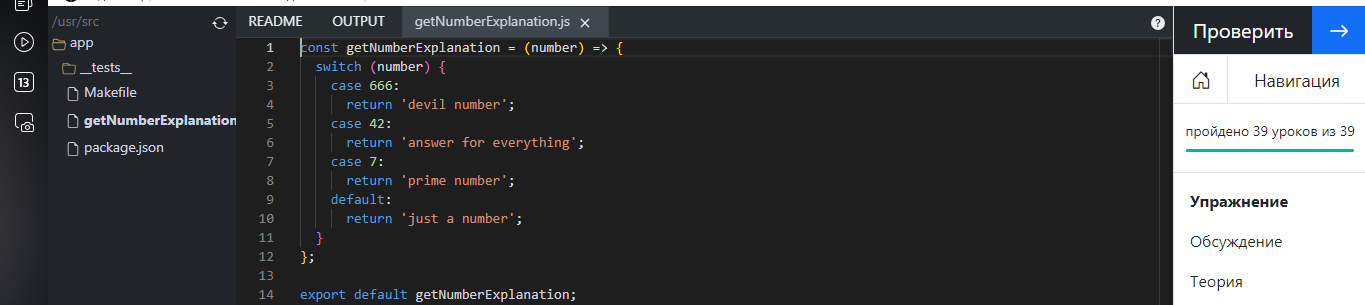 /usr/src
README OUTPUT getNumberExplanation.js
app
__tests__
Makefile
getNumberExplanation
package.json
13
1 const getNumberExplanation = (number) => {
2 switch (number) {
3 case 666:
4 return 'devil number';
5 case 42:
6 return 'answer for everything';
7 case 7:
8 return 'prime number';
9 default:
10 return 'just a number';
11 }
12 };
13
14 export default getNumberExplanation;
?
Проверить
Навигация
пройдено 39 уроков из 39
Упражнение
Обсуждение
Теория